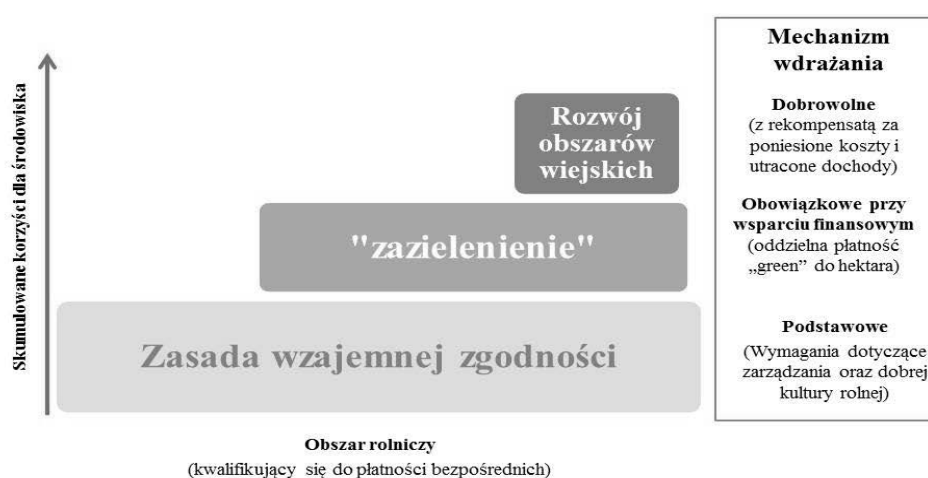 Skumulowane korzyści dla środowiska
Rozwój
obszarów
wiejskich
"zazielenienie"
Zasada wzajemnej zgodności
Obszar rolniczy
(kwalifikujący się do płatności bezpośrednich)
Mechanizm
wdrażania
Dobrowolne
(z rekompensatą za
poniesione koszty i
utracone dochody)
Obowiązkowe przy
wsparciu finansowym
(oddzielna płatność
„green” do hektara)
Podstawowe
(Wymagania dotyczące
zarządzania oraz dobrej
kultury rolnej)